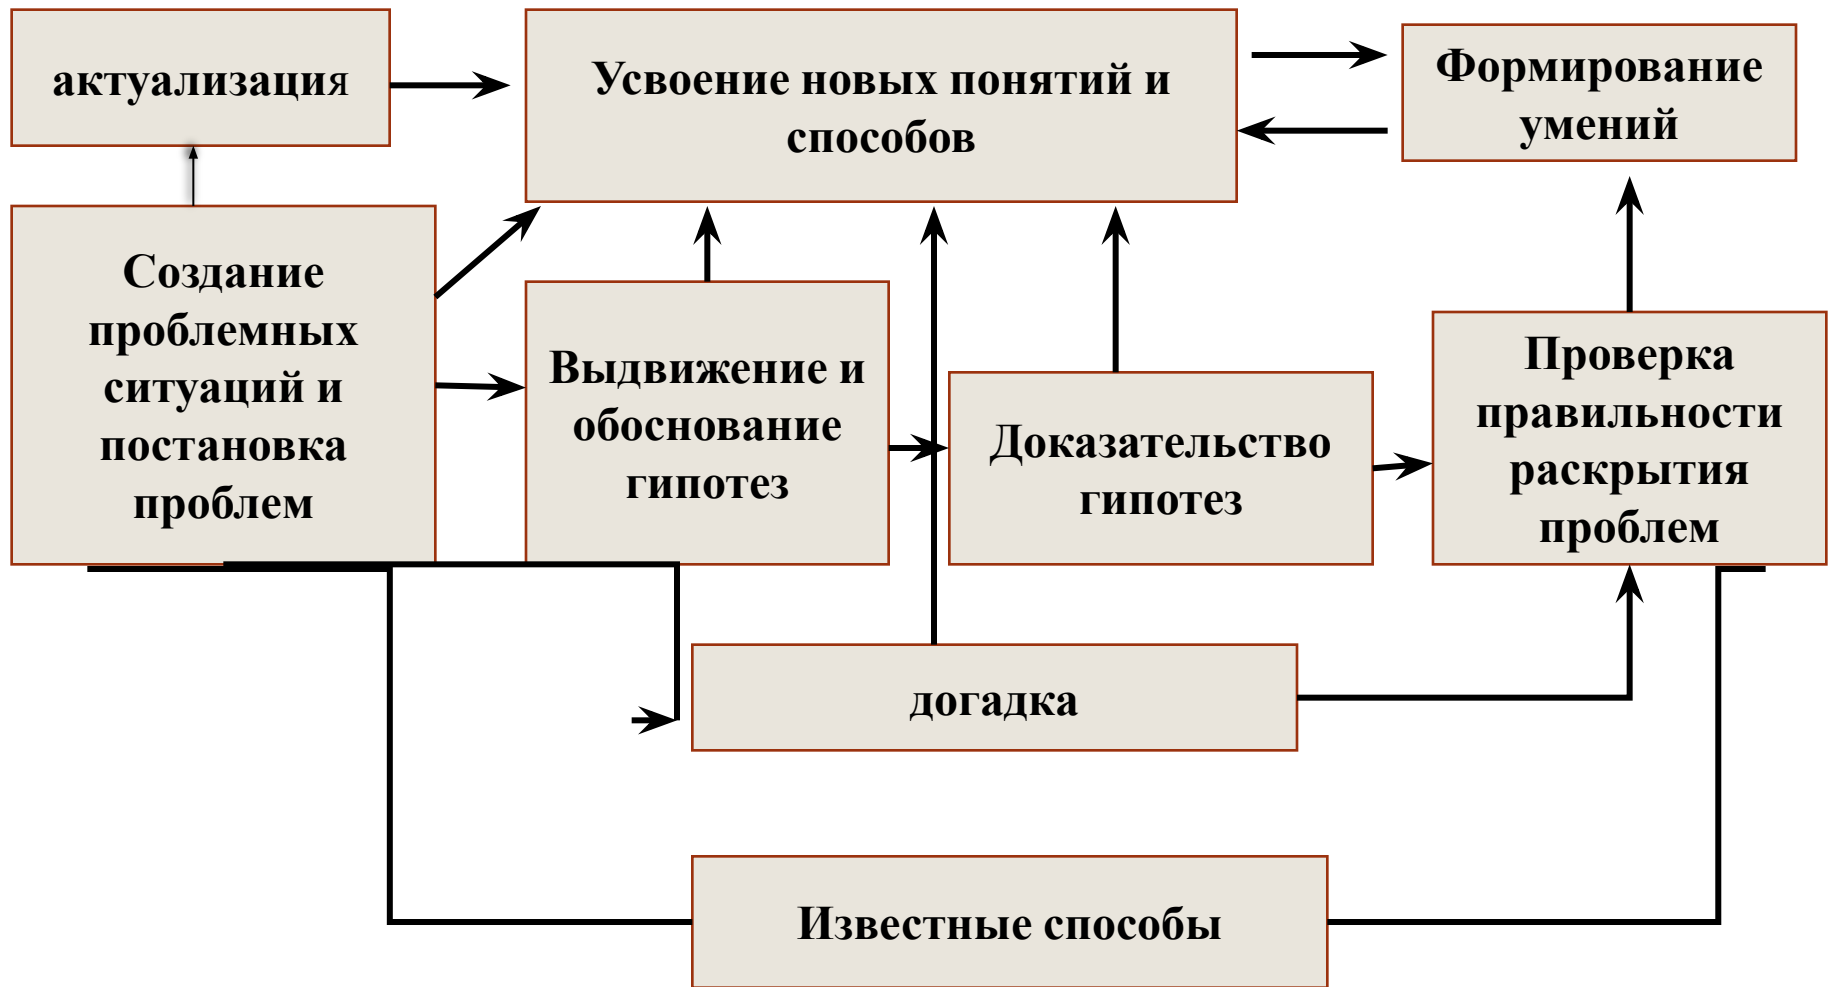 актуализация
Усвоение новых понятий и
способов
Формирование
умений
Создание
проблемных
ситуаций и
постановка
проблем
Выдвижение и
обоснование
гипотез
Доказательство
гипотез
Проверка
правильности
раскрытия
проблем
догадка
Известные способы